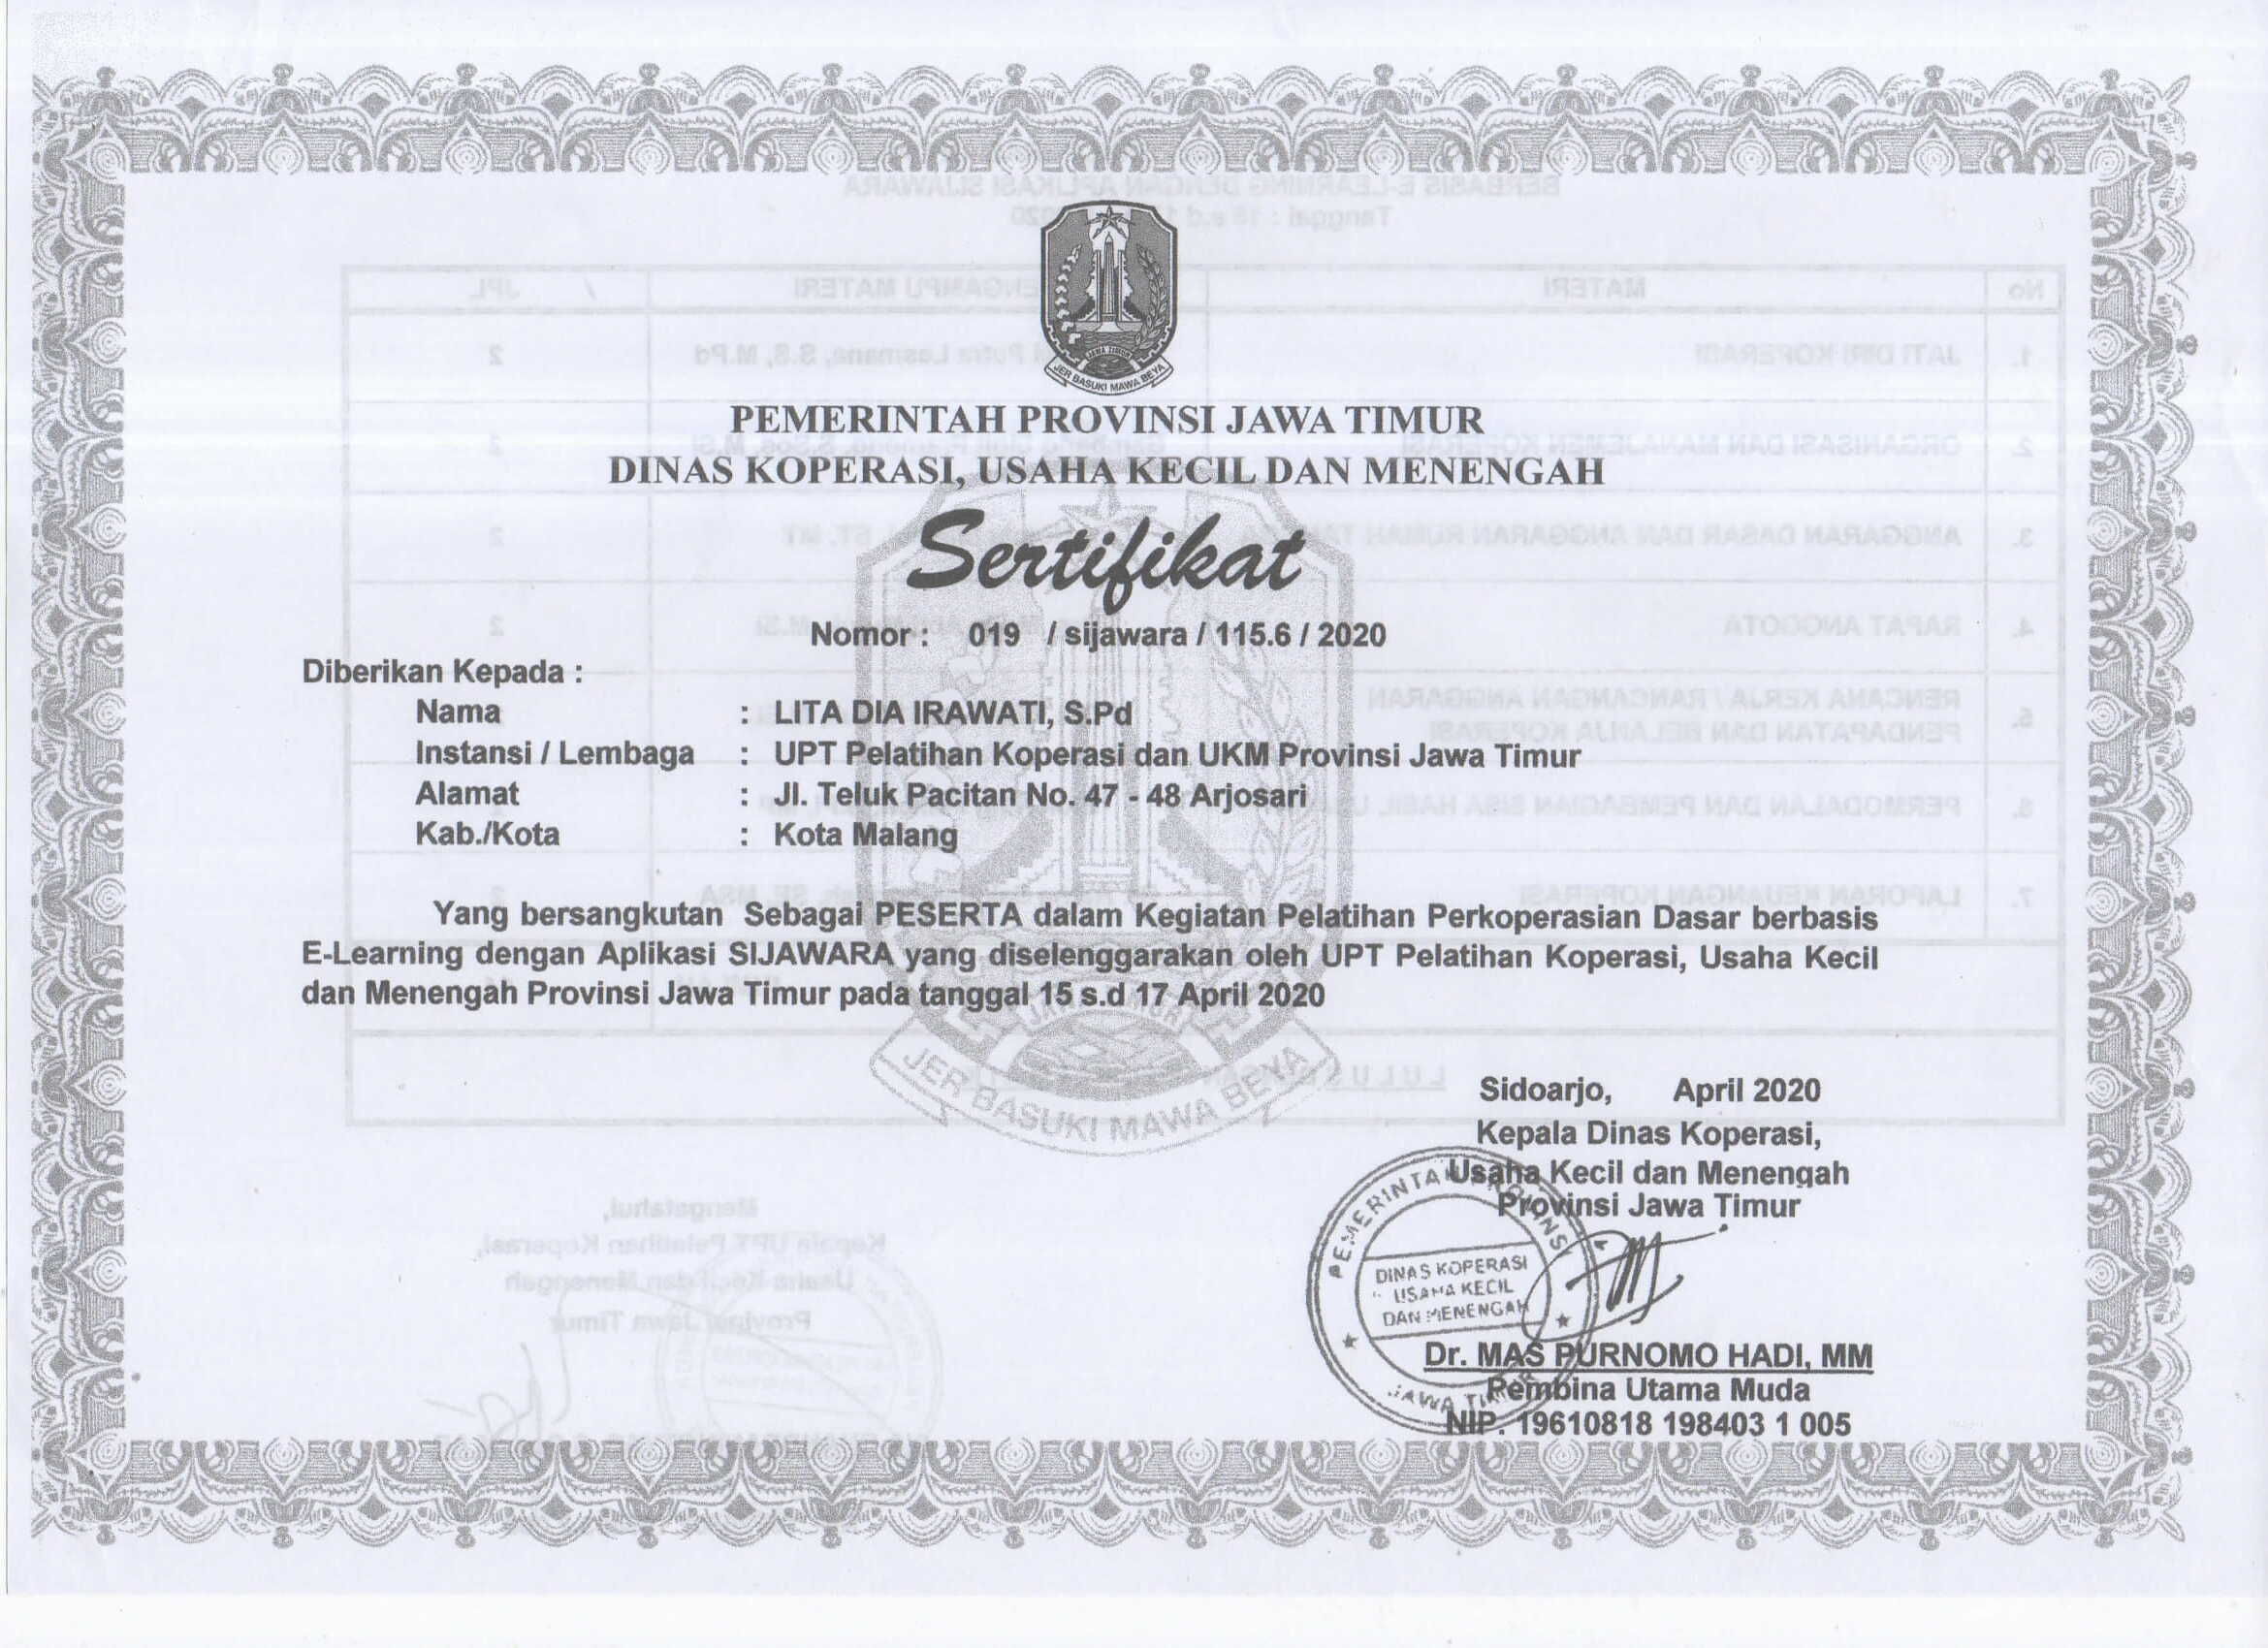 JAWA TIMUR
JER BASUKI MAWA BEYA
PEMERINTAH PROVINSI JAWA TIMUR
DINAS KOPERASI, USAHA KECIL DAN MENENGAH
Sertifikat
Nomor : 019 / sijawara / 115.6 / 2020
Diberikan Kepada :
Nama : LITA DIA IRAWATI, S.Pd
Instansi / Lembaga : UPT Pelatihan Koperasi dan UKM Provinsi Jawa Timur
Alamat : Jl. Teluk Pacitan No. 47 - 48 Arjosari
Kab./Kota : Kota Malang
Yang bersangkutan Sebagai PESERTA dalam Kegiatan Pelatihan Perkoperasian Dasar berbasis
E-Learning dengan Aplikasi SIJAWARA yang diselenggarakan oleh UPT Pelatihan Koperasi, Usaha Kecil
dan Menengah Provinsi Jawa Timur pada tanggal 15 s.d 17 April 2020
JAWA TIMUR
JER BASUKI MAWA BEYA
Sidoarjo, April 2020
Kepala Dinas Koperasi,
Usaha Kecil dan Menengah
Provinsi Jawa Timur
PEMERINTAH PROVINSI
DINAS KOPERASI
USAHA KECIL
DAN MENENGAH
JAWA TIMUR
Dr. MAS PURNOMO HADI, MM
Pembina Utama Muda
NIP. 19610818 198403 1 005